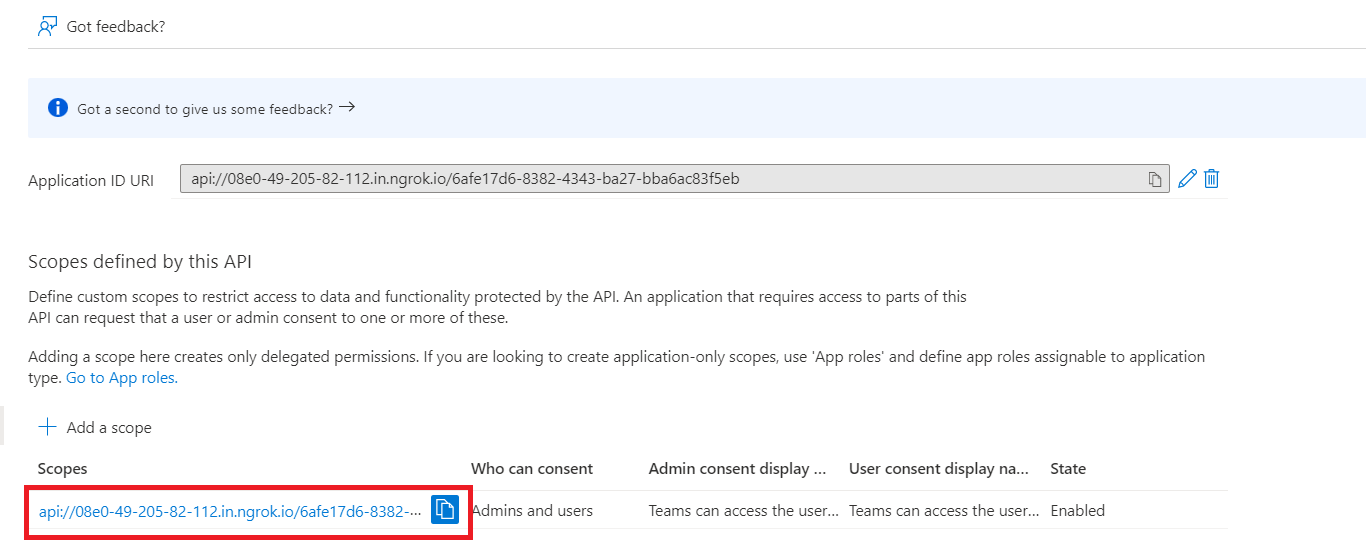 Got feedback?
Got a second to give us some feedback? →
Application ID URI api://08e0-49-205-82-112.in.ngrok.io/6afe17d6-8382-4343-ba27-bba6ac83f5eb
Scopes defined by this API
Define custom scopes to restrict access to data and functionality protected by the API. An application that requires access to parts of this
API can request that a user or admin consent to one or more of these.
Adding a scope here creates only delegated permissions. If you are looking to create application-only scopes, use 'App roles' and define app roles assignable to application
type. Go to App roles.
Add a scope
Scopes Who can consent Admin consent display ... User consent display na... State
api://08e0-49-205-82-112.in.ngrok.io/6afe17d6-8382-... Admins and users Teams can access the user... Teams can access the user... Enabled